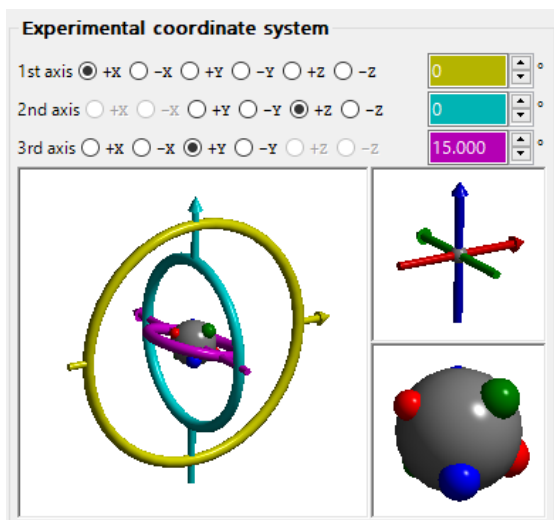 Experimental coordinate system
1st axis +X -X +Y -Y +Z -Z 0 °
2nd axis +X -X +Y -Y +Z -Z 0 °
3rd axis +X -X +Y -Y +Z -Z 15.000 °